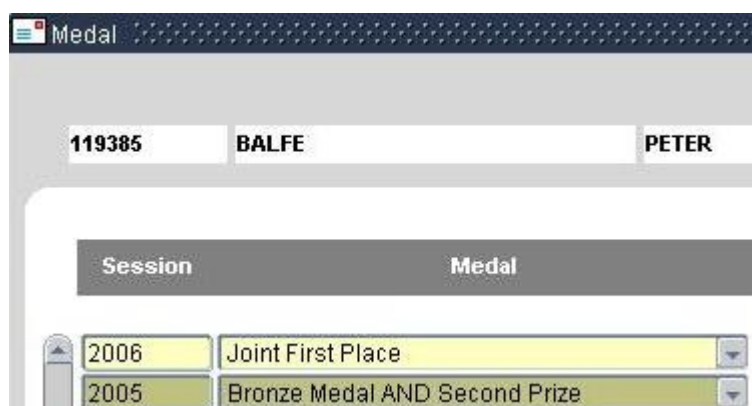 Medal
119385 BALFE PETER
Session Medal
2006 Joint First Place
2005 Bronze Medal AND Second Prize